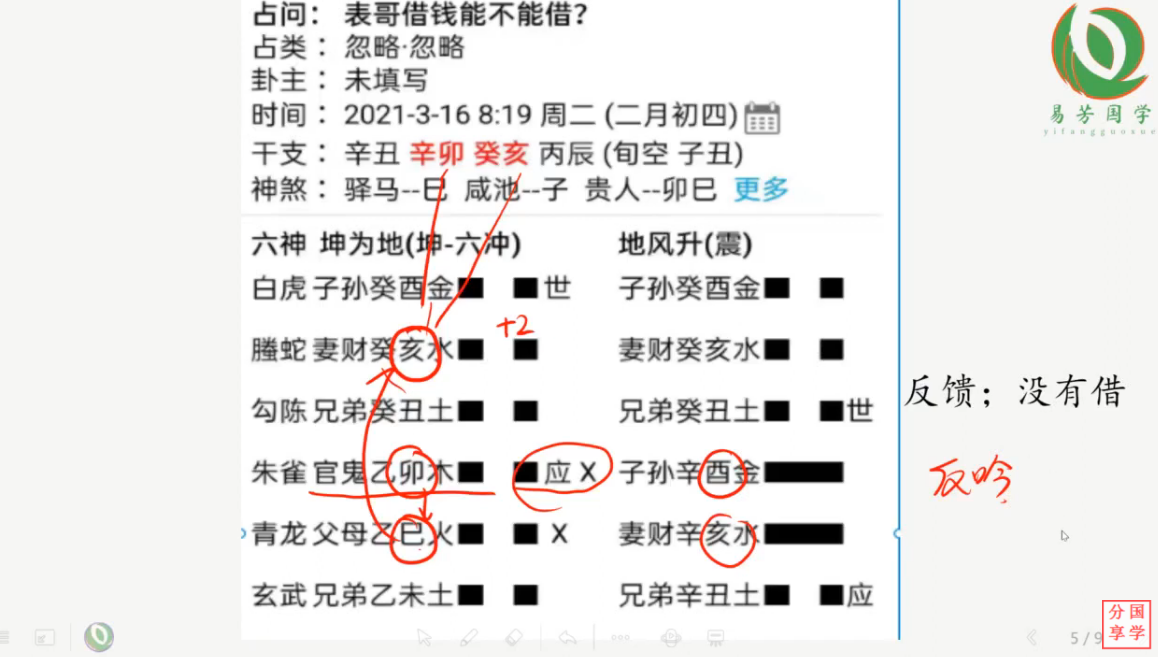 占问： 表哥借钱能不能借?
占类： 忽略·忽略
卦主： 未填写
时间： 2021-3-16 8:19 周二 (二月初四)
干支： 辛丑 辛卯 癸亥 丙辰 (旬空 子丑)
神煞： 驿马--巳 咸池--子 贵人--卯巳 更多
六神 坤为地(坤-六冲) 地风升(震)
白虎 子孙癸酉金 世 子孙癸酉金
+2
螣蛇 妻财癸亥水 妻财癸亥水
勾陈 兄弟癸丑土 兄弟癸丑土 世
朱雀 官鬼乙卯木 应 X 子孙辛酉金
青龙 父母乙巳火 X 妻财辛亥水
玄武 兄弟乙未土 兄弟辛丑土 应
反馈；没有借
反吟
易芳国学
yifangguoxue
5 / 9
分国
享学